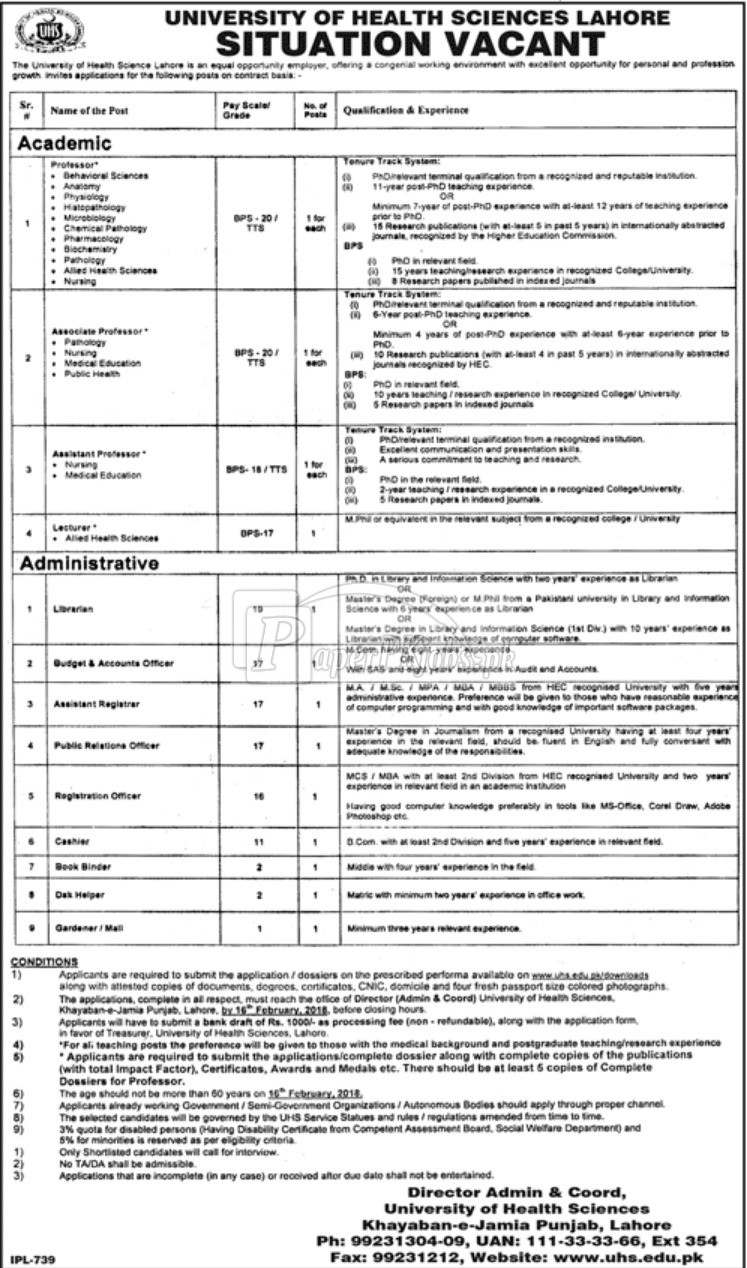 UHS
UNIVERSITY OF HEALTH SCIENCES LAHORE
SITUATION VACANT
The University of Health Science Lahore is an equal opportunity employer, offering a congenial working environment with excellent opportunity for personal and profession
growth. Invites applications for the following posts on contract basis: -
Sr. # Name of the Post Pay Scale/ Grade No. of Posts Qualification & Experience
Academic
1 Professor* BPS - 20 / TTS 1 for each
• Behavioral Sciences
• Anatomy
• Physiology
• Histopathology
• Microbiology
• Chemical Pathology
• Pharmacology
• Biochemistry
• Pathology
• Allied Health Sciences
• Nursing
Tenure Track System:
(i) PhD/relevant terminal qualification from a recognized and reputable institution.
(ii) 11-year post-PhD teaching experience.
OR
Minimum 7-year of post-PhD experience with at-least 12 years of teaching experience
prior to PhD.
(iii) 15 Research publications (with at-least 5 in past 5 years) in internationally abstracted
journals, recognized by the Higher Education Commission.
BPS
(i) PhD in relevant field.
(ii) 15 years teaching/research experience in recognized College/University.
(iii) 8 Research papers published in indexed journals
2 Associate Professor* BPS - 20 / TTS 1 for each
• Pathology
• Nursing
• Medical Education
• Public Health
Tenure Track System:
(i) PhD/relevant terminal qualification from a recognized and reputable institution.
(ii) 6-Year post-PhD teaching experience.
OR
Minimum 4 years of post-PhD experience with at-least 6-year experience prior to
PhD.
(iii) 10 Research publications (with at-least 4 in past 5 years) in internationally abstracted
journals recognized by HEC.
BPS:
(i) PhD in relevant field.
(ii) 10 years teaching / research experience in recognized College/ University.
(iii) 5 Research papers in indexed journals
3 Assistant Professor* BPS- 18 / TTS 1 for each
• Nursing
• Medical Education
Tenure Track System:
(i) PhD/relevant terminal qualification from a recognized institution.
(ii) Excellent communication and presentation skills.
(iii) A serious commitment to teaching and research.
BPS:
(i) PhD in the relevant field.
(ii) 2-year teaching / research experience in a recognized College/University.
(iii) 5 Research papers in indexed journals.
4 Lecturer* BPS-17 1 M.Phil or equivalent in the relevant subject from a recognized college / University
• Allied Health Sciences
Administrative
1 Librarian 19 1
Ph.D. in Library and Information Science with two years' experience as Librarian
OR
Master's Degree (Foreign) or M.Phil from a Pakistani university in Library and Information
Science with 6 years' experience as Librarian
OR
Master's Degree in Library and Information Science (1st Div.) with 10 years' experience as
Librarian with sufficient knowledge of computer software.
2 Budget & Accounts Officer 17 1
M.Com. having eight years' experience
OR
With SAS and eight years' experience in Audit and Accounts.
3 Assistant Registrar 17 1
M.A. / M.Sc. / MPA / MBA / MBBS from HEC recognised University with five years
administrative experience. Preference will be given to those who have reasonable experience
of computer programming and with good knowledge of important software packages.
4 Public Relations Officer 17 1
Master's Degree in Journalism from a recognised University having at least four years'
experience in the relevant field, should be fluent in English and fully conversant with
adequate knowledge of the responsibilities.
5 Registration Officer 16 1
MCS / MBA with at least 2nd Division from HEC recognised University and two years'
experience in relevant field in an academic institution
Having good computer knowledge preferably in tools like MS-Office, Corel Draw, Adobe
Photoshop etc.
6 Cashier 11 1 B.Com. with at least 2nd Division and five years' experience in relevant field.
7 Book Binder 2 1 Middle with four years' experience in the field.
8 Dak Helper 2 1 Matric with minimum two years' experience in office work.
9 Gardener / Mali 1 1 Minimum three years relevant experience.
PaperPkJobs.pk
CONDITIONS
1) Applicants are required to submit the application / dossiers on the prescribed performa available on www.uhs.edu.pk/downloads
along with attested copies of documents, degrees, certificates, CNIC, domicile and four fresh passport size colored photographs.
2) The applications, complete in all respect, must reach the office of Director (Admin & Coord) University of Health Sciences,
Khayaban-e-Jamia Punjab, Lahore, by 16th February, 2018, before closing hours.
3) Applicants will have to submit a bank draft of Rs. 1000/- as processing fee (non - refundable), along with the application form,
in favor of Treasurer, University of Health Sciences, Lahore.
4) *For all teaching posts the preference will be given to those with the medical background and postgraduate teaching/research experience
5) * Applicants are required to submit the applications/complete dossier along with complete copies of the publications
(with total Impact Factor), Certificates, Awards and Medals etc. There should be at least 5 copies of Complete
Dossiers for Professor.
6) The age should not be more than 60 years on 16th February, 2018.
7) Applicants already working Government / Semi-Government Organizations / Autonomous Bodies should apply through proper channel.
8) The selected candidates will be governed by the UHS Service Statues and rules / regulations amended from time to time.
9) 3% quota for disabled persons (Having Disability Certificate from Competent Assessment Board, Social Welfare Department) and
5% for minorities is reserved as per eligibility criteria.
1) Only Shortlisted candidates will call for interview.
2) No TA/DA shall be admissible.
3) Applications that are incomplete (in any case) or received after due date shall not be entertained.
Director Admin & Coord,
University of Health Sciences
Khayaban-e-Jamia Punjab, Lahore
Ph: 99231304-09, UAN: 111-33-33-66, Ext 354
Fax: 99231212, Website: www.uhs.edu.pk
IPL-739